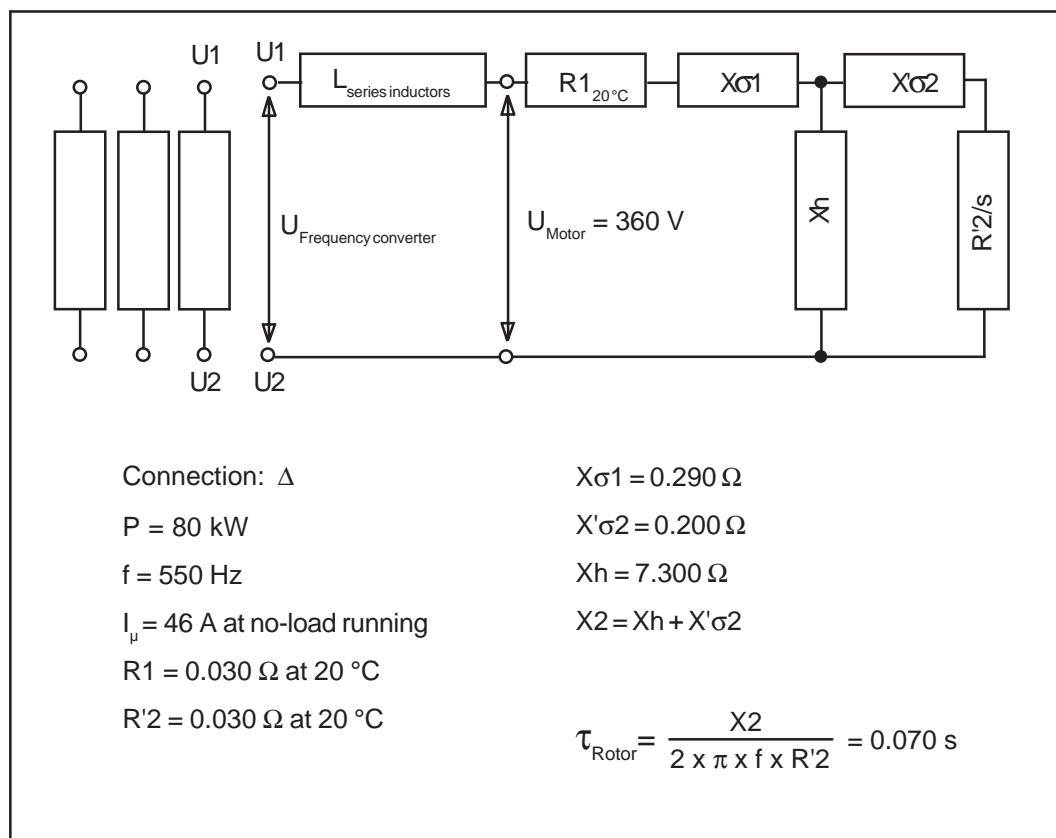 U1
U1
L series inductors
R1 20°C
Xσ1
X'σ2
U Frequency converter
U Motor = 360 V
Xh
R'2/s
U2
U2
Connection: Δ
P = 80 kW
f = 550 Hz
Iμ = 46 A at no-load running
R1 = 0.030 Ω at 20 °C
R'2 = 0.030 Ω at 20 °C
Xσ1 = 0.290 Ω
X'σ2 = 0.200 Ω
Xh = 7.300 Ω
X2 = Xh + X'σ2
X2
τ Rotor = = 0.070 s
2 x π x f x R'2